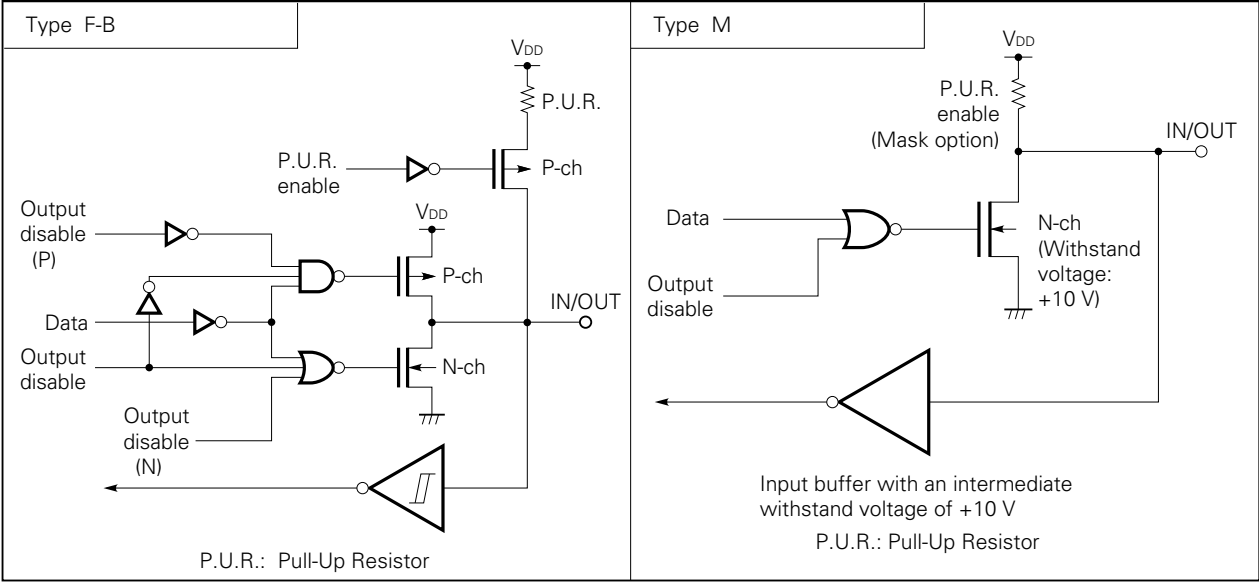 Type F-B
VDD
P.U.R.
P.U.R.
enable
P-ch
Output
disable
(P)
VDD
P-ch
IN/OUT
Data
Output
disable
N-ch
Output
disable
(N)
P.U.R.: Pull-Up Resistor
Type M
VDD
P.U.R.
enable
(Mask option)
IN/OUT
Data
N-ch
(Withstand
voltage:
+10 V)
Output
disable
Input buffer with an intermediate
withstand voltage of +10 V
P.U.R.: Pull-Up Resistor